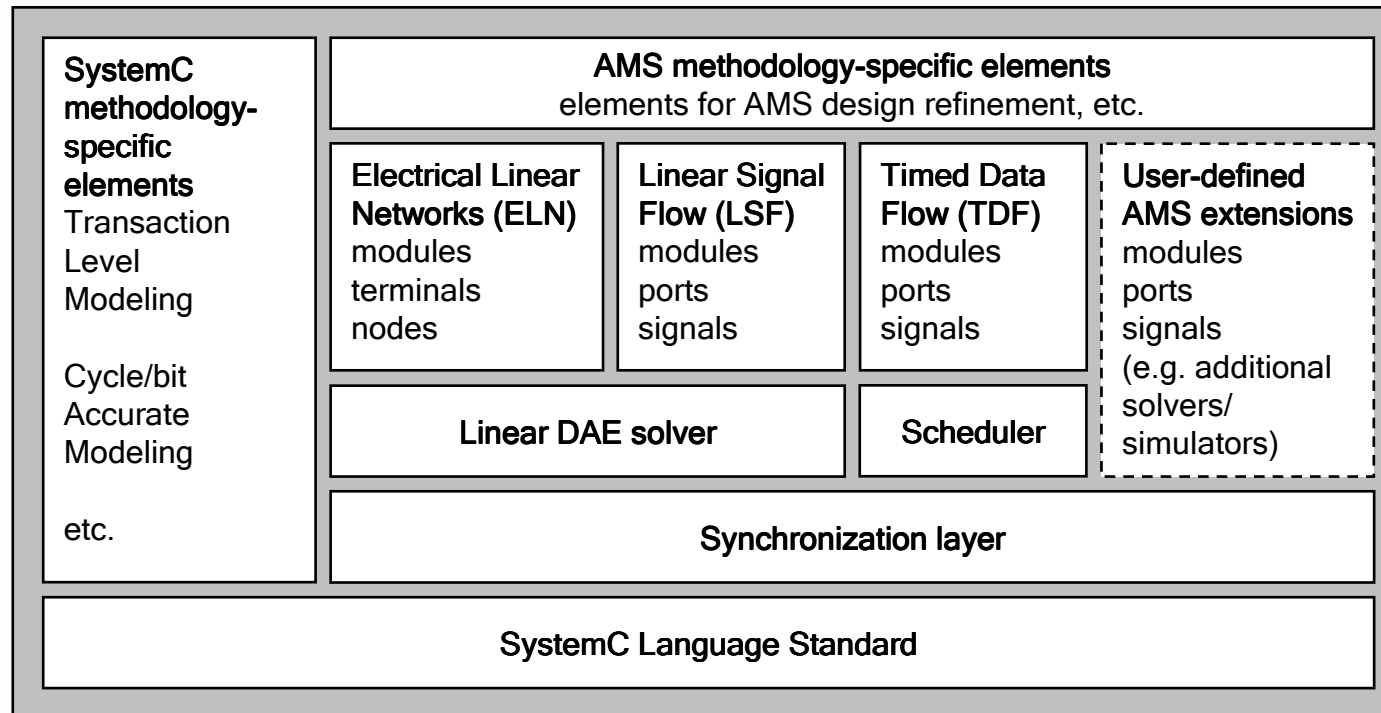 SystemC
methodology-
specific
elements
Transaction
Level
Modeling
Cycle/bit
Accurate
Modeling
etc.
AMS methodology-specific elements
elements for AMS design refinement, etc.
Electrical Linear
Networks (ELN)
modules
terminals
nodes
Linear Signal
Flow (LSF)
modules
ports
signals
Timed Data
Flow (TDF)
modules
ports
signals
User-defined
AMS extensions
modules
ports
signals
(e.g. additional
solvers/
simulators)
Linear DAE solver
Scheduler
Synchronization layer
SystemC Language Standard